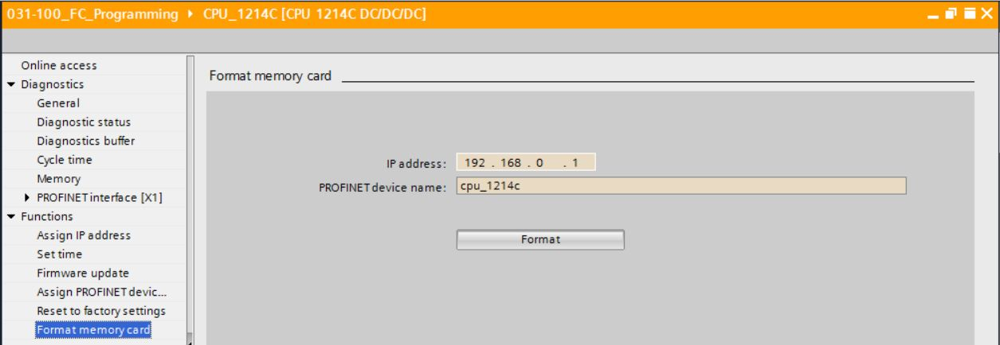 031-100_FC_Programming ▸ CPU_1214C [CPU 1214C DC/DC/DC]
Online access
Diagnostics
General
Diagnostic status
Diagnostics buffer
Cycle time
Memory
PROFINET interface [X1]
Functions
Assign IP address
Set time
Firmware update
Assign PROFINET devic...
Reset to factory settings
Format memory card
Format memory card
IP address: 192 . 168 . 0 . 1
PROFINET device name: cpu_1214c
Format